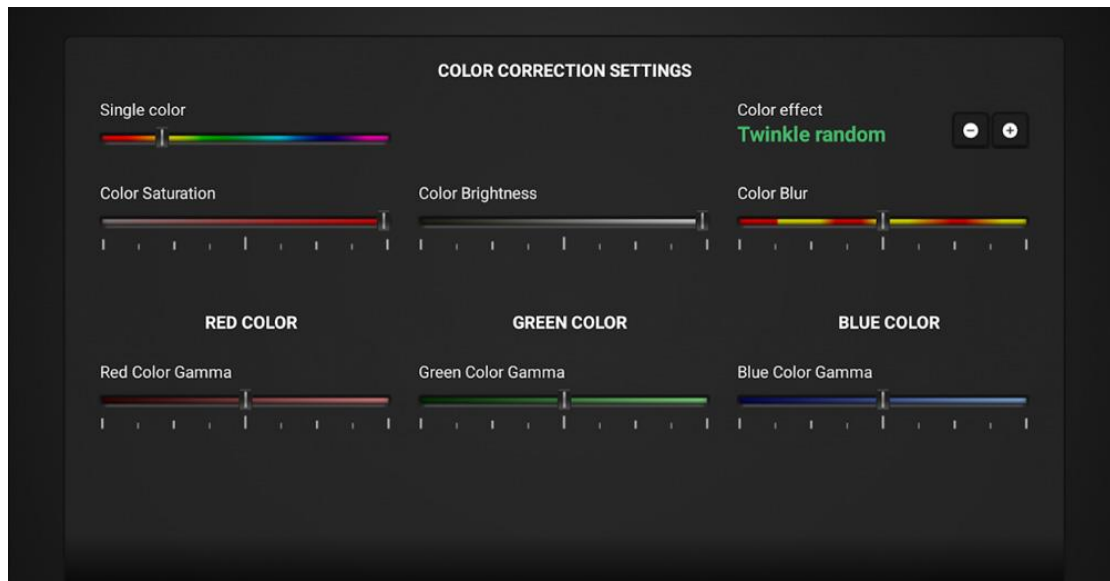 COLOR CORRECTION SETTINGS
Single color
Color effect
Twinkle random
Color Saturation
Color Brightness
Color Blur
RED COLOR
GREEN COLOR
BLUE COLOR
Red Color Gamma
Green Color Gamma
Blue Color Gamma